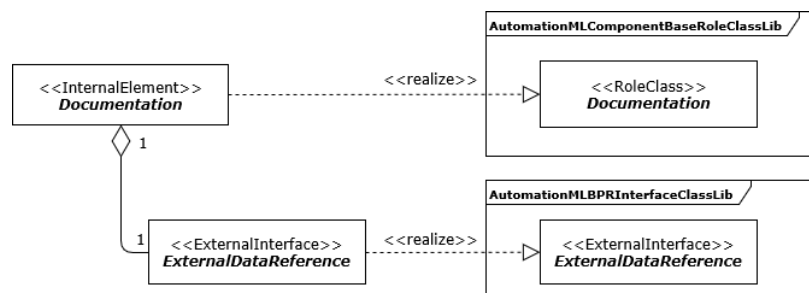 AutomationMLComponentBaseRoleClassLib
<<InternalElement>>
Documentation
<<realize>>
<<RoleClass>>
Documentation
1
AutomationMLBPRInterfaceClassLib
1
<<ExternalInterface>>
ExternalDataReference
<<realize>>
<<ExternalInterface>>
ExternalDataReference